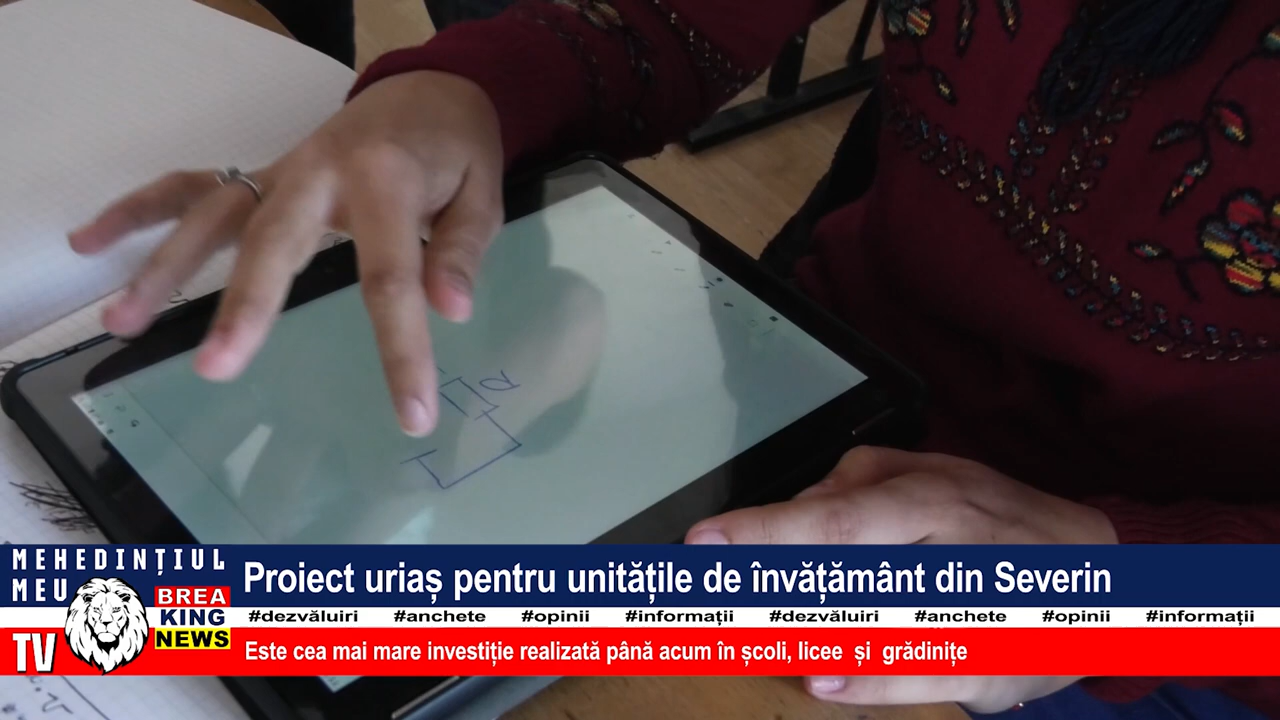 MEHEDINȚIUL
MEU
TV
BREA
KING
NEWS
Proiect uriaș pentru unitățile de învățământ din Severin
#dezvăluiri #anchete #opinii #informații #dezvăluiri #anchete #opinii #informații
Este cea mai mare investiție realizată până acum în școli, licee și grădinițe